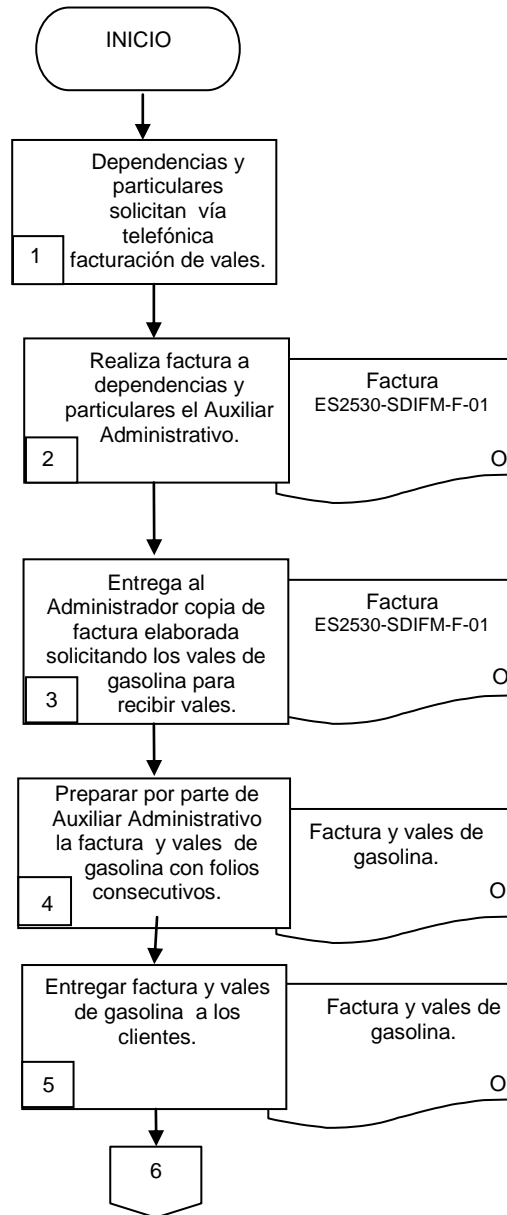 INICIO
Dependencias y
particulares
solicitan vía
telefónica
facturación de vales.
1
Realiza factura a
dependencias y
particulares el Auxiliar
Administrativo.
2
Factura
ES2530-SDIFM-F-01
O
Entrega al
Administrador copia de
factura elaborada
solicitando los vales de
gasolina para
recibir vales.
3
Factura
ES2530-SDIFM-F-01
O
Preparar por parte de
Auxiliar Administrativo
la factura y vales de
gasolina con folios
consecutivos.
4
Factura y vales de
gasolina.
O
Entregar factura y vales
de gasolina a los
clientes.
5
Factura y vales de
gasolina.
O
6